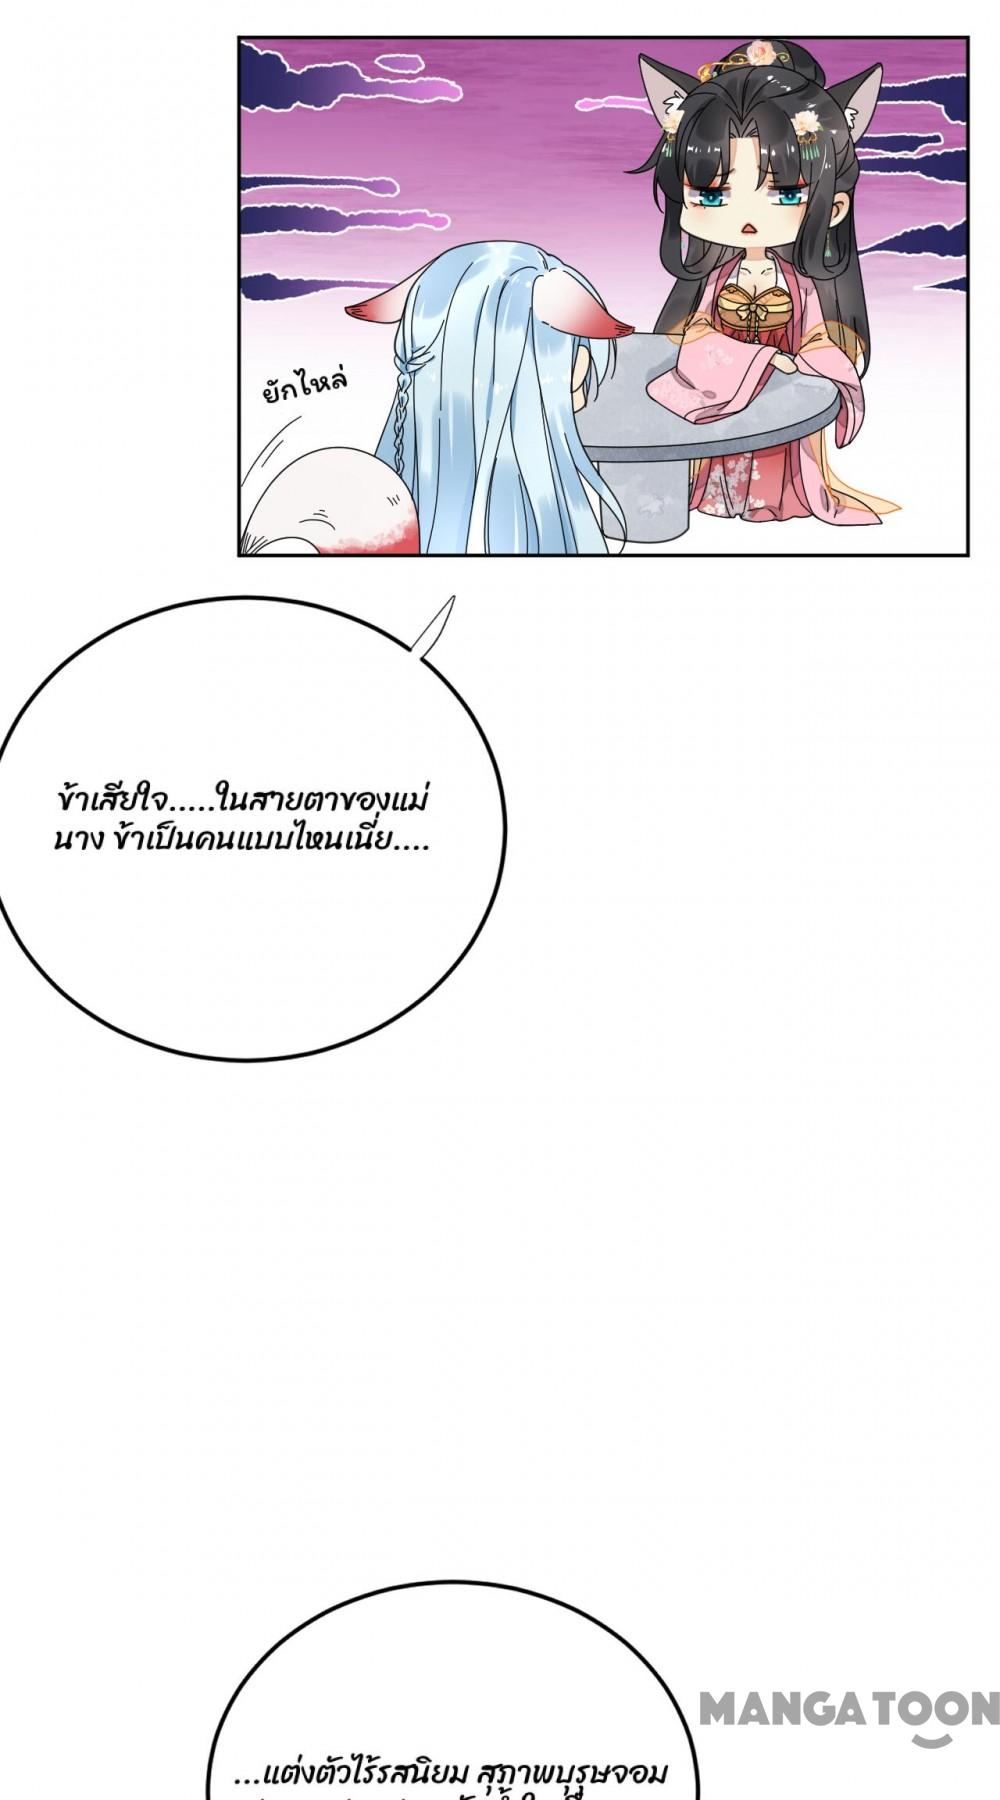 ยักไหล่
ข้าเสียใจ.....ในสายตาของแม่
นาง ข้าเป็นคนแบบไหนเนี่ย....
MANGATOON
...แต่งตัวไร้รสนิยม สุภาพบุรุษจอม